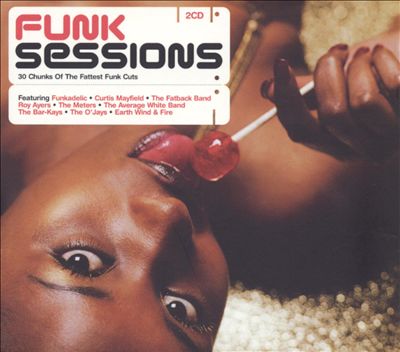 FUNK
2CD
SESSIONS
30 Chunks Of The Fattest Funk Cuts
Featuring Funkadelic • Curtis Mayfield • The Fatback Band
Roy Ayers • The Meters • The Average White Band
The Bar-Kays • The O'Jays • Earth Wind & Fire